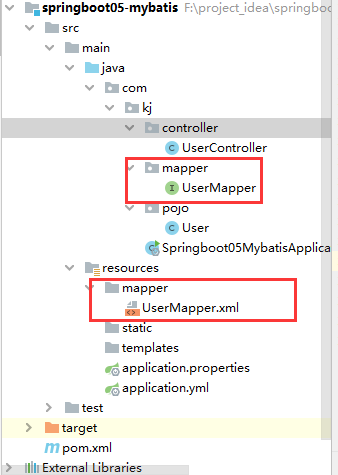 springboot05-mybatis F:\project_idea\springboo
src
main
java
com
kj
controller
UserController
mapper
UserMapper
pojo
User
Springboot05MybatisApplica
resources
mapper
UserMapper.xml
static
templates
application.properties
application.yml
test
target
pom.xml
External Libraries